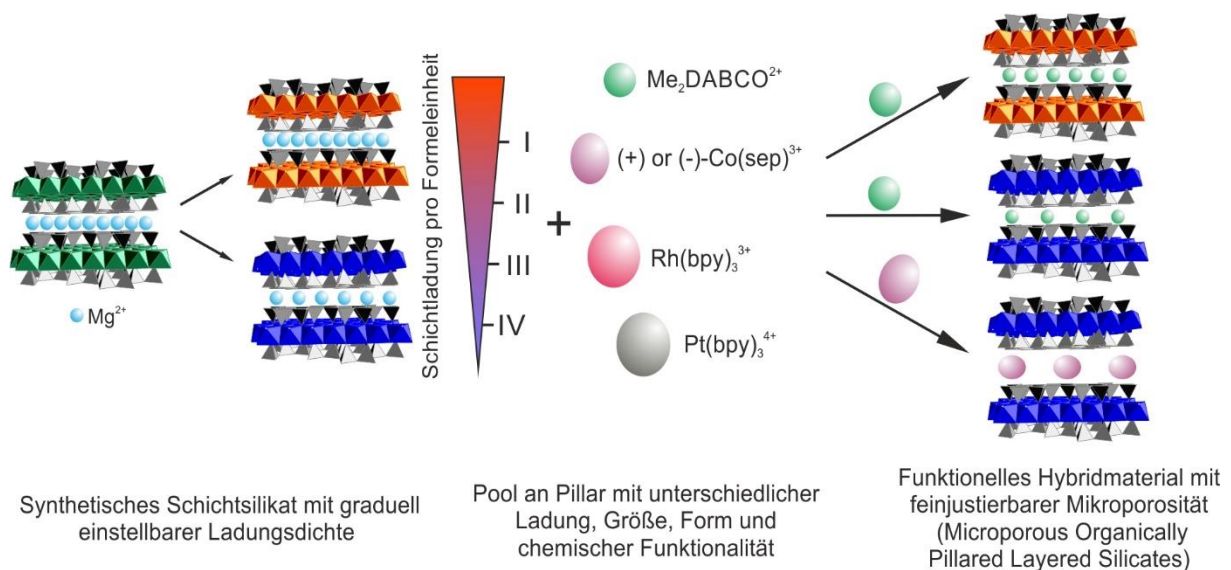 Mg²⁺
Schichtladung pro Formeleinheit
I
II
III
IV
+
Me₂DABCO²⁺
(+) or (-)-Co(sep)³⁺
Rh(bpy)₃³⁺
Pt(bpy)₃⁴⁺
Synthetisches Schichtsilikat mit graduell
einstellbarer Ladungsdichte
Pool an Pillar mit unterschiedlicher
Ladung, Größe, Form und
chemischer Funktionalität
Funktionelles Hybridmaterial mit
feinjustierbarer Mikroporosität
(Microporous Organically
Pillared Layered Silicates)